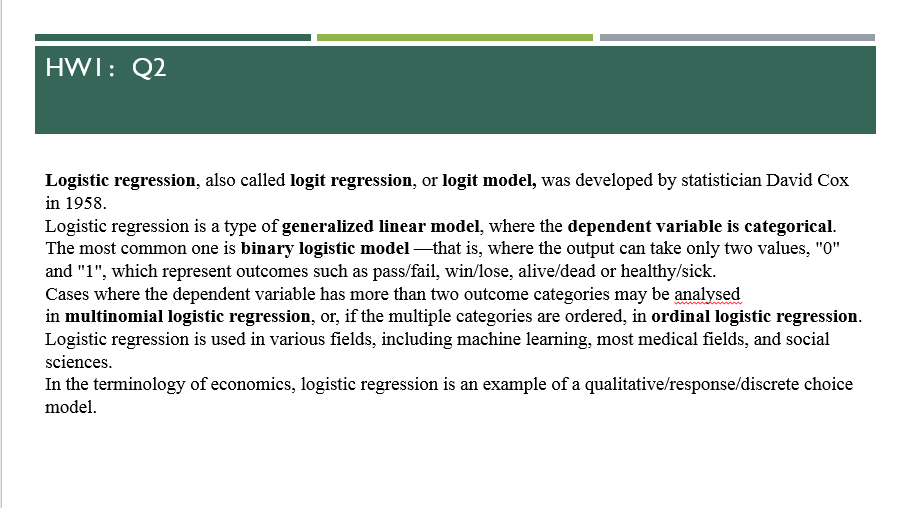 HW1: Q2
Logistic regression, also called logit regression, or logit model, was developed by statistician David Cox
in 1958.
Logistic regression is a type of generalized linear model, where the dependent variable is categorical.
The most common one is binary logistic model —that is, where the output can take only two values, "0"
and "1", which represent outcomes such as pass/fail, win/lose, alive/dead or healthy/sick.
Cases where the dependent variable has more than two outcome categories may be analysed
in multinomial logistic regression, or, if the multiple categories are ordered, in ordinal logistic regression.
Logistic regression is used in various fields, including machine learning, most medical fields, and social
sciences.
In the terminology of economics, logistic regression is an example of a qualitative/response/discrete choice
model.